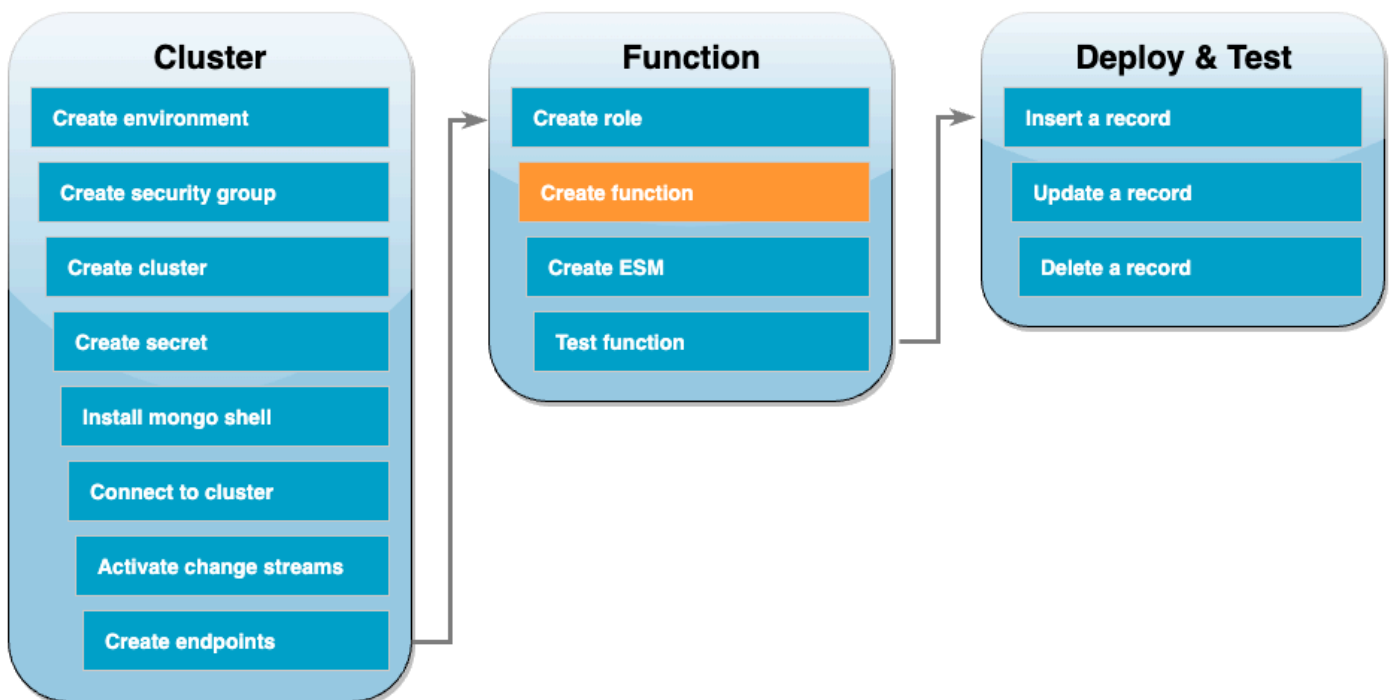 Cluster
Create environment
Create security group
Create cluster
Create secret
Install mongo shell
Connect to cluster
Activate change streams
Create endpoints
Function
Create role
Create function
Create ESM
Test function
Deploy & Test
Insert a record
Update a record
Delete a record